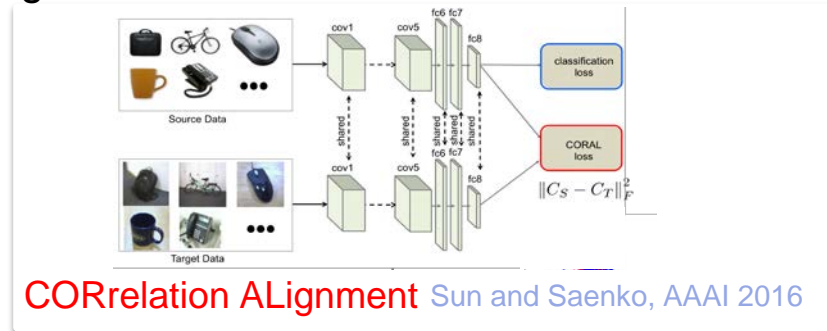 cov1
cov5
fc6
fc7
fc8
classification
loss
Source Data
shared
shared
shared
shared
shared
CORAL
loss
cov1
cov5
fc6
fc7
fc8
‖C_S − C_T‖²_F
Target Data
CORrelation ALignment Sun and Saenko, AAAI 2016